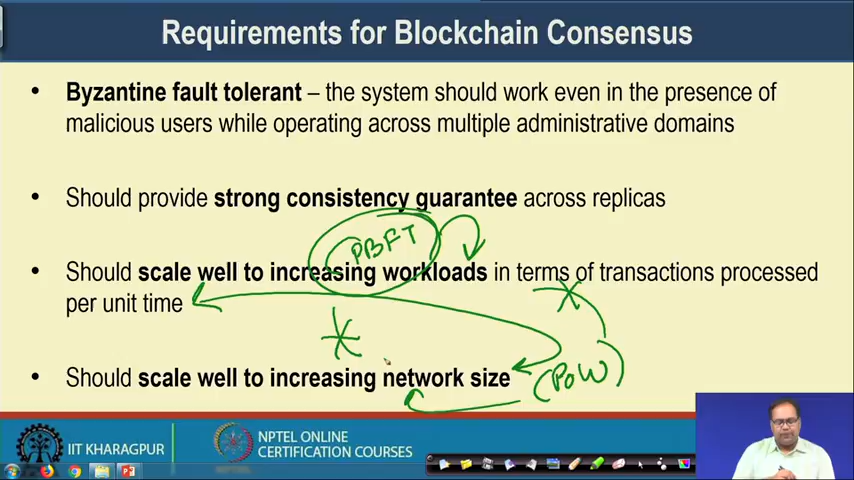 Requirements for Blockchain Consensus
• Byzantine fault tolerant – the system should work even in the presence of
malicious users while operating across multiple administrative domains
• Should provide strong consistency guarantee across replicas
PBFT
• Should scale well to increasing workloads in terms of transactions processed
per unit time
• Should scale well to increasing network size
(PoW)
IIT KHARAGPUR
NPTEL ONLINE
CERTIFICATION COURSES